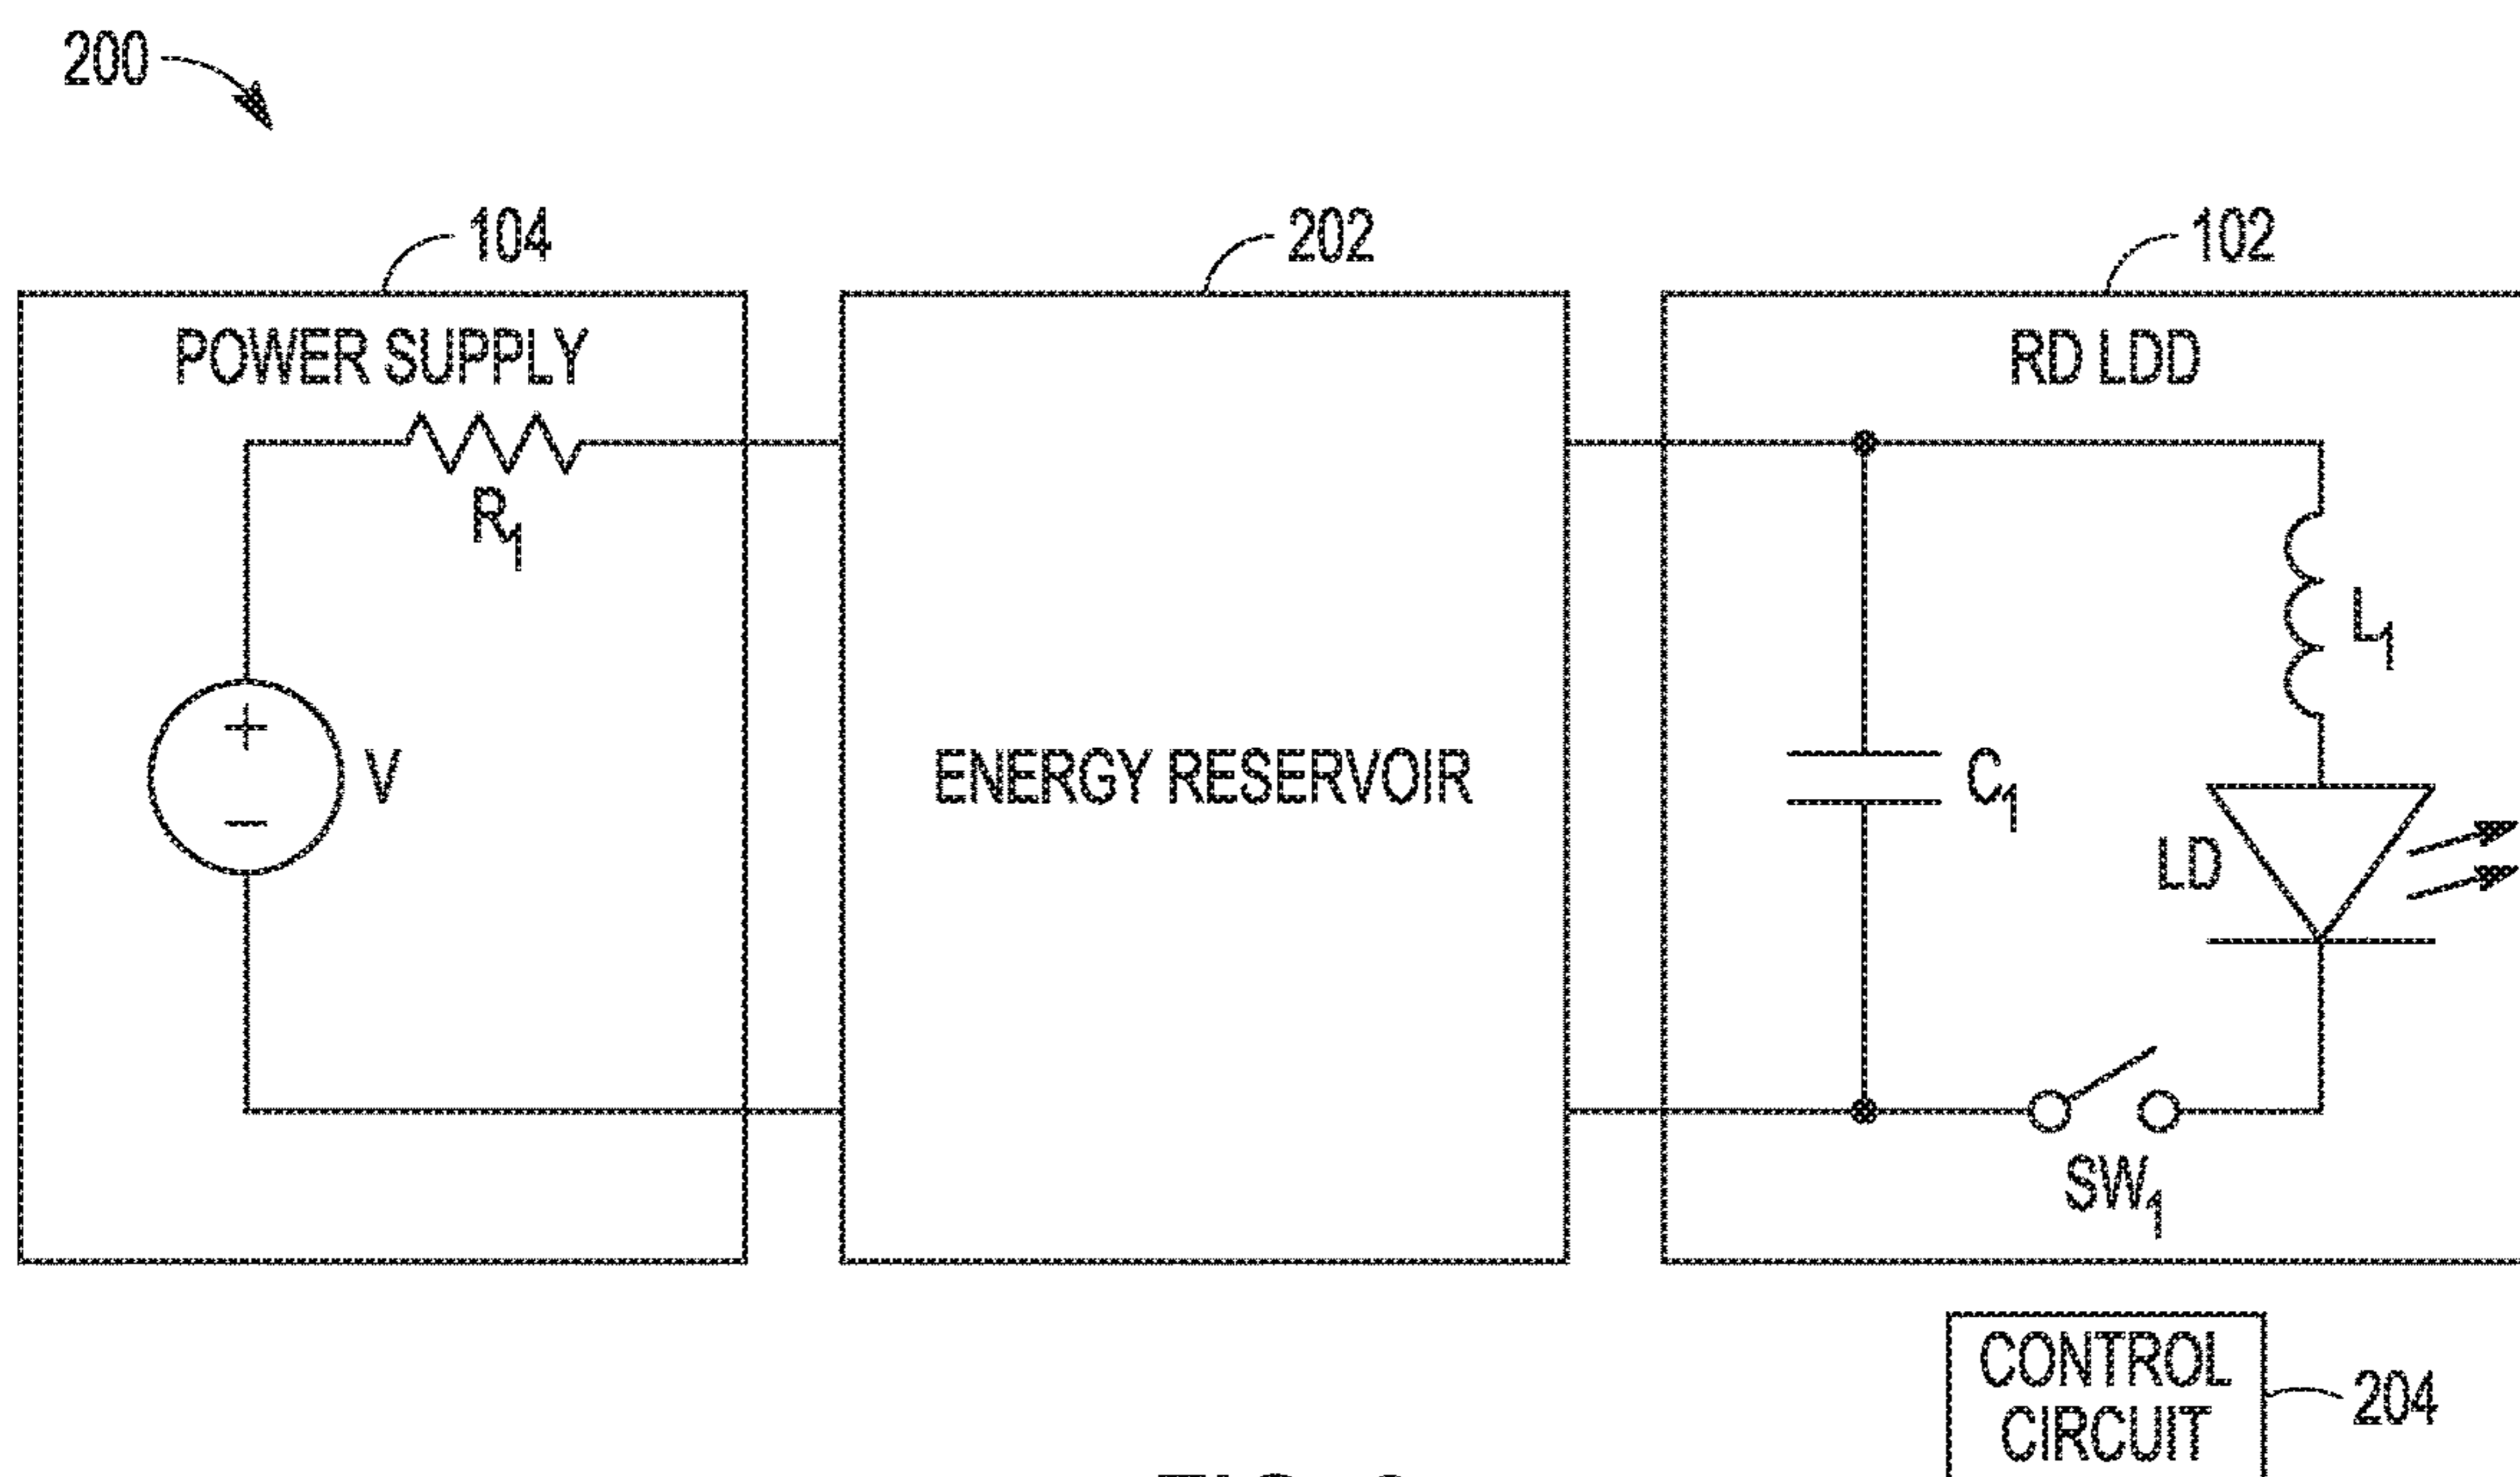 200
104
202
102
POWER SUPPLY
RD LDD
R1
L1
+
V
−
ENERGY RESERVOIR
C1
LD
SW1
CONTROL
CIRCUIT
204